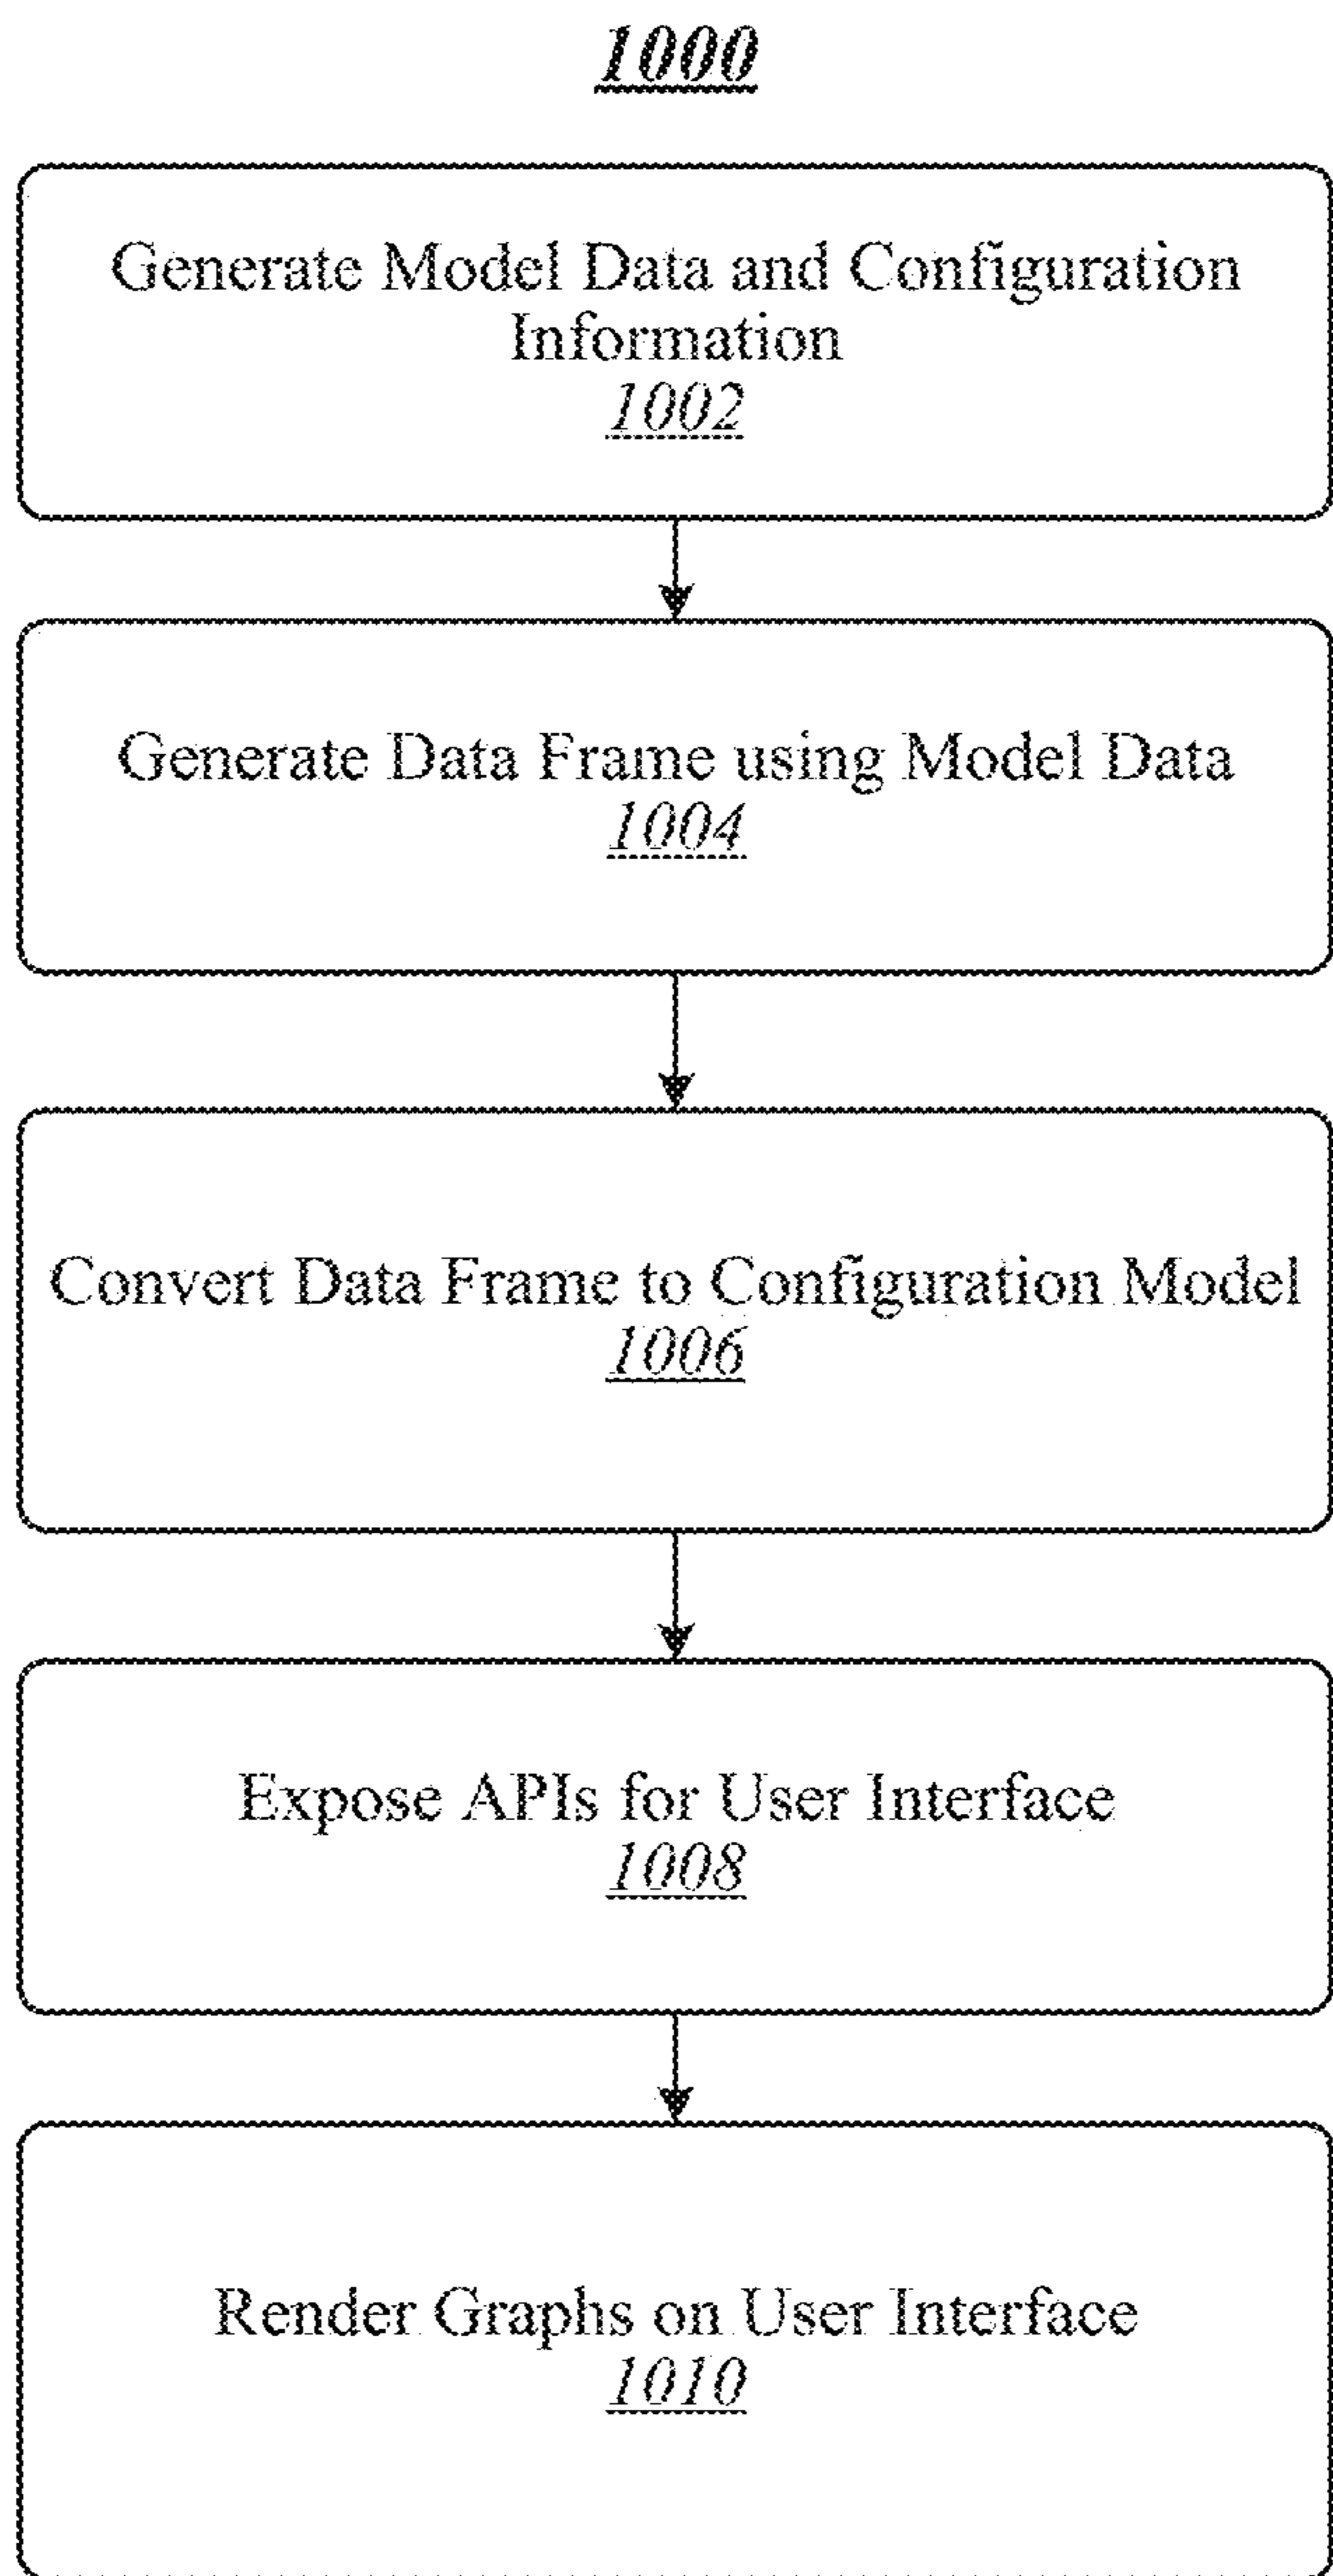 1000
Generate Model Data and Configuration
Information
1002
Generate Data Frame using Model Data
1004
Convert Data Frame to Configuration Model
1006
Expose APIs for User Interface
1008
Render Graphs on User Interface
1010